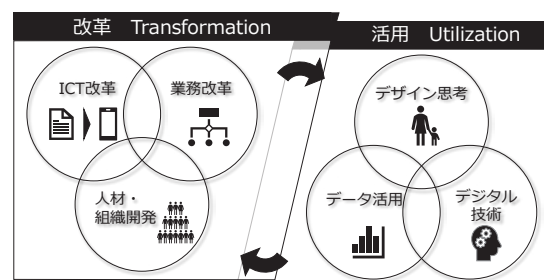 改革 Transformation
ICT改革
業務改革
人材・
組織開発
活用 Utilization
デザイン思考
データ活用
デジタル
技術